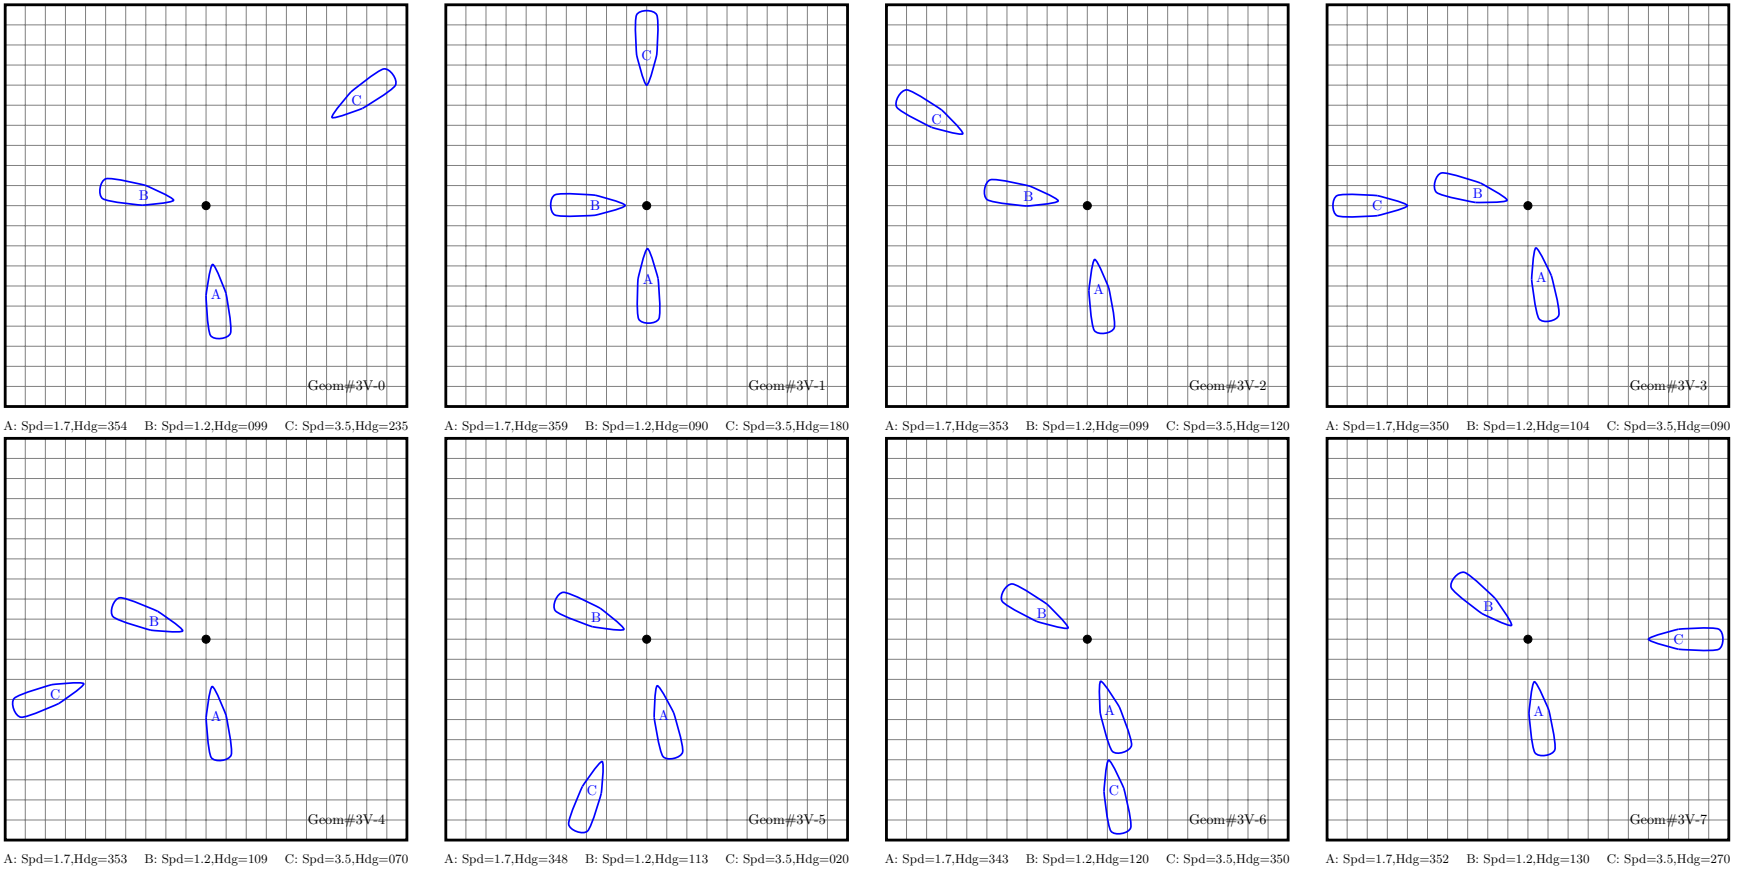 C
B
A
Geom#3V-0
A: Spd=1.7,Hdg=354 B: Spd=1.2,Hdg=099 C: Spd=3.5,Hdg=235
C
B
A
Geom#3V-1
A: Spd=1.7,Hdg=359 B: Spd=1.2,Hdg=090 C: Spd=3.5,Hdg=180
C
B
A
Geom#3V-2
A: Spd=1.7,Hdg=353 B: Spd=1.2,Hdg=099 C: Spd=3.5,Hdg=120
B
C
A
Geom#3V-3
A: Spd=1.7,Hdg=350 B: Spd=1.2,Hdg=104 C: Spd=3.5,Hdg=090
B
C
A
Geom#3V-4
A: Spd=1.7,Hdg=353 B: Spd=1.2,Hdg=109 C: Spd=3.5,Hdg=070
B
A
C
Geom#3V-5
A: Spd=1.7,Hdg=348 B: Spd=1.2,Hdg=113 C: Spd=3.5,Hdg=020
B
A
C
Geom#3V-6
A: Spd=1.7,Hdg=343 B: Spd=1.2,Hdg=120 C: Spd=3.5,Hdg=350
B
C
A
Geom#3V-7
A: Spd=1.7,Hdg=352 B: Spd=1.2,Hdg=130 C: Spd=3.5,Hdg=270